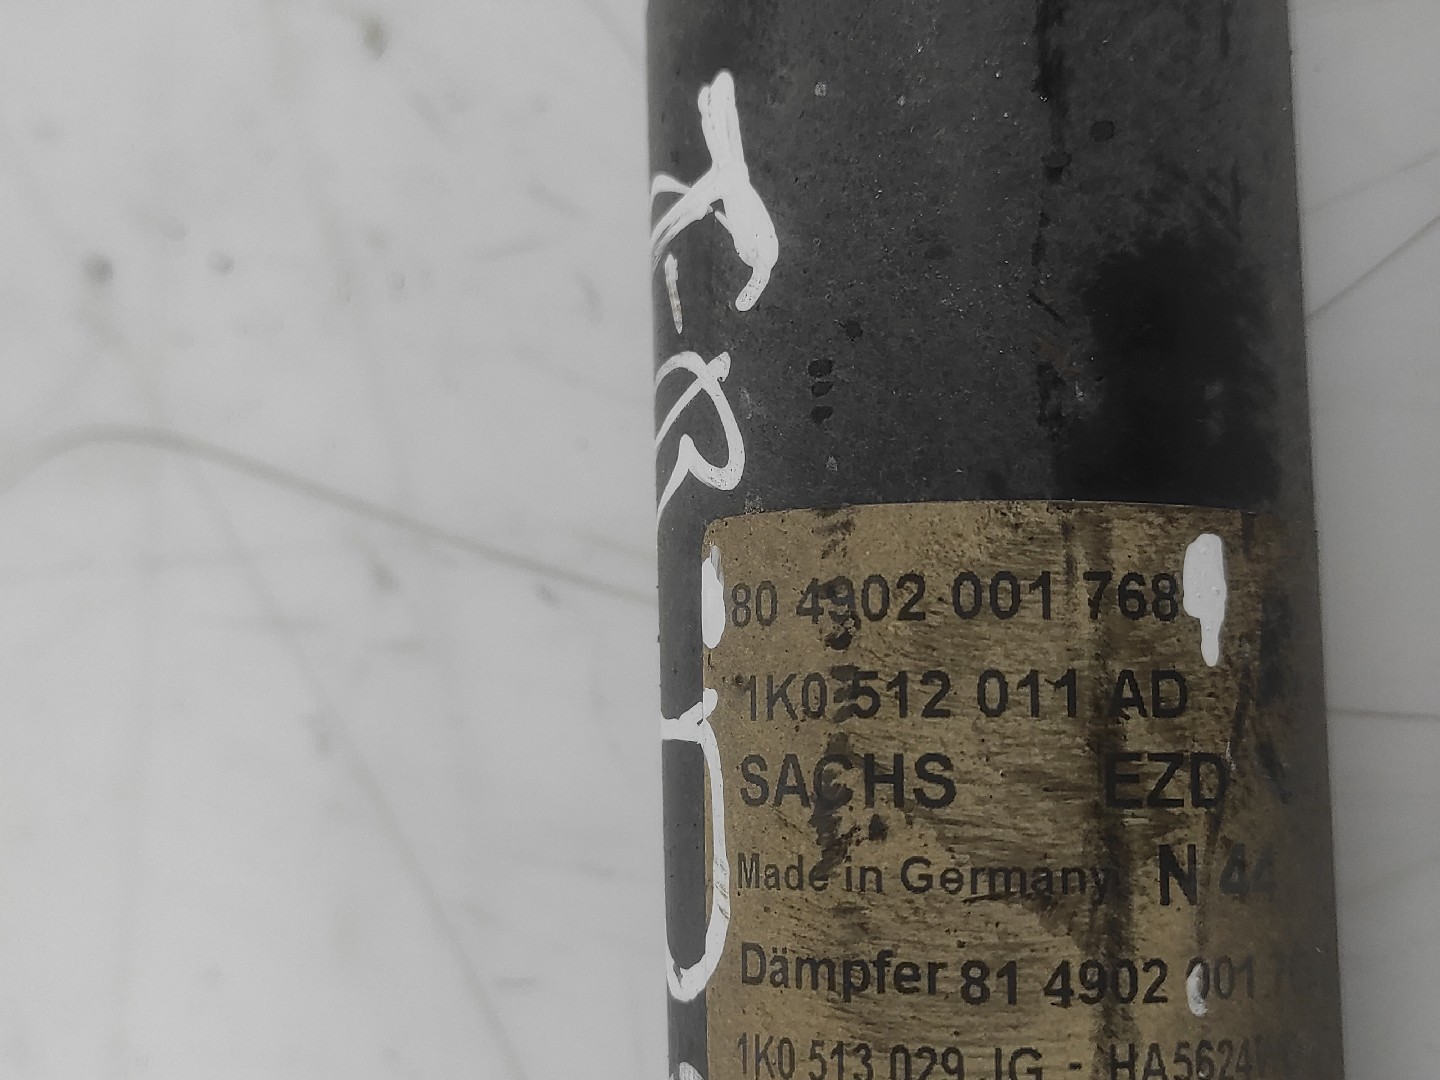 80 4902 001 768
1K0 512 011 AD
SACHS EZD
Made in Germany N 44
Dämpfer 81 4902 001
1K0 513 029 JG - HA5624